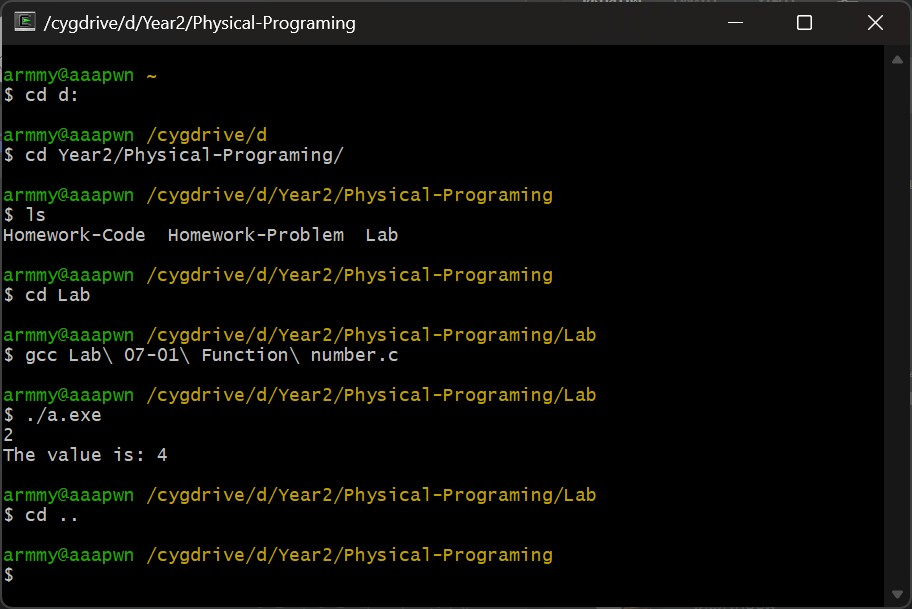 /cygdrive/d/Year2/Physical-Programing
armmy@aaapwn ~
$ cd d:
armmy@aaapwn /cygdrive/d
$ cd Year2/Physical-Programing/
armmy@aaapwn /cygdrive/d/Year2/Physical-Programing
$ ls
Homework-Code  Homework-Problem  Lab
armmy@aaapwn /cygdrive/d/Year2/Physical-Programing
$ cd Lab
armmy@aaapwn /cygdrive/d/Year2/Physical-Programing/Lab
$ gcc Lab\ 07-01\ Function\ number.c
armmy@aaapwn /cygdrive/d/Year2/Physical-Programing/Lab
$ ./a.exe
2
The value is: 4
armmy@aaapwn /cygdrive/d/Year2/Physical-Programing/Lab
$ cd ..
armmy@aaapwn /cygdrive/d/Year2/Physical-Programing
$